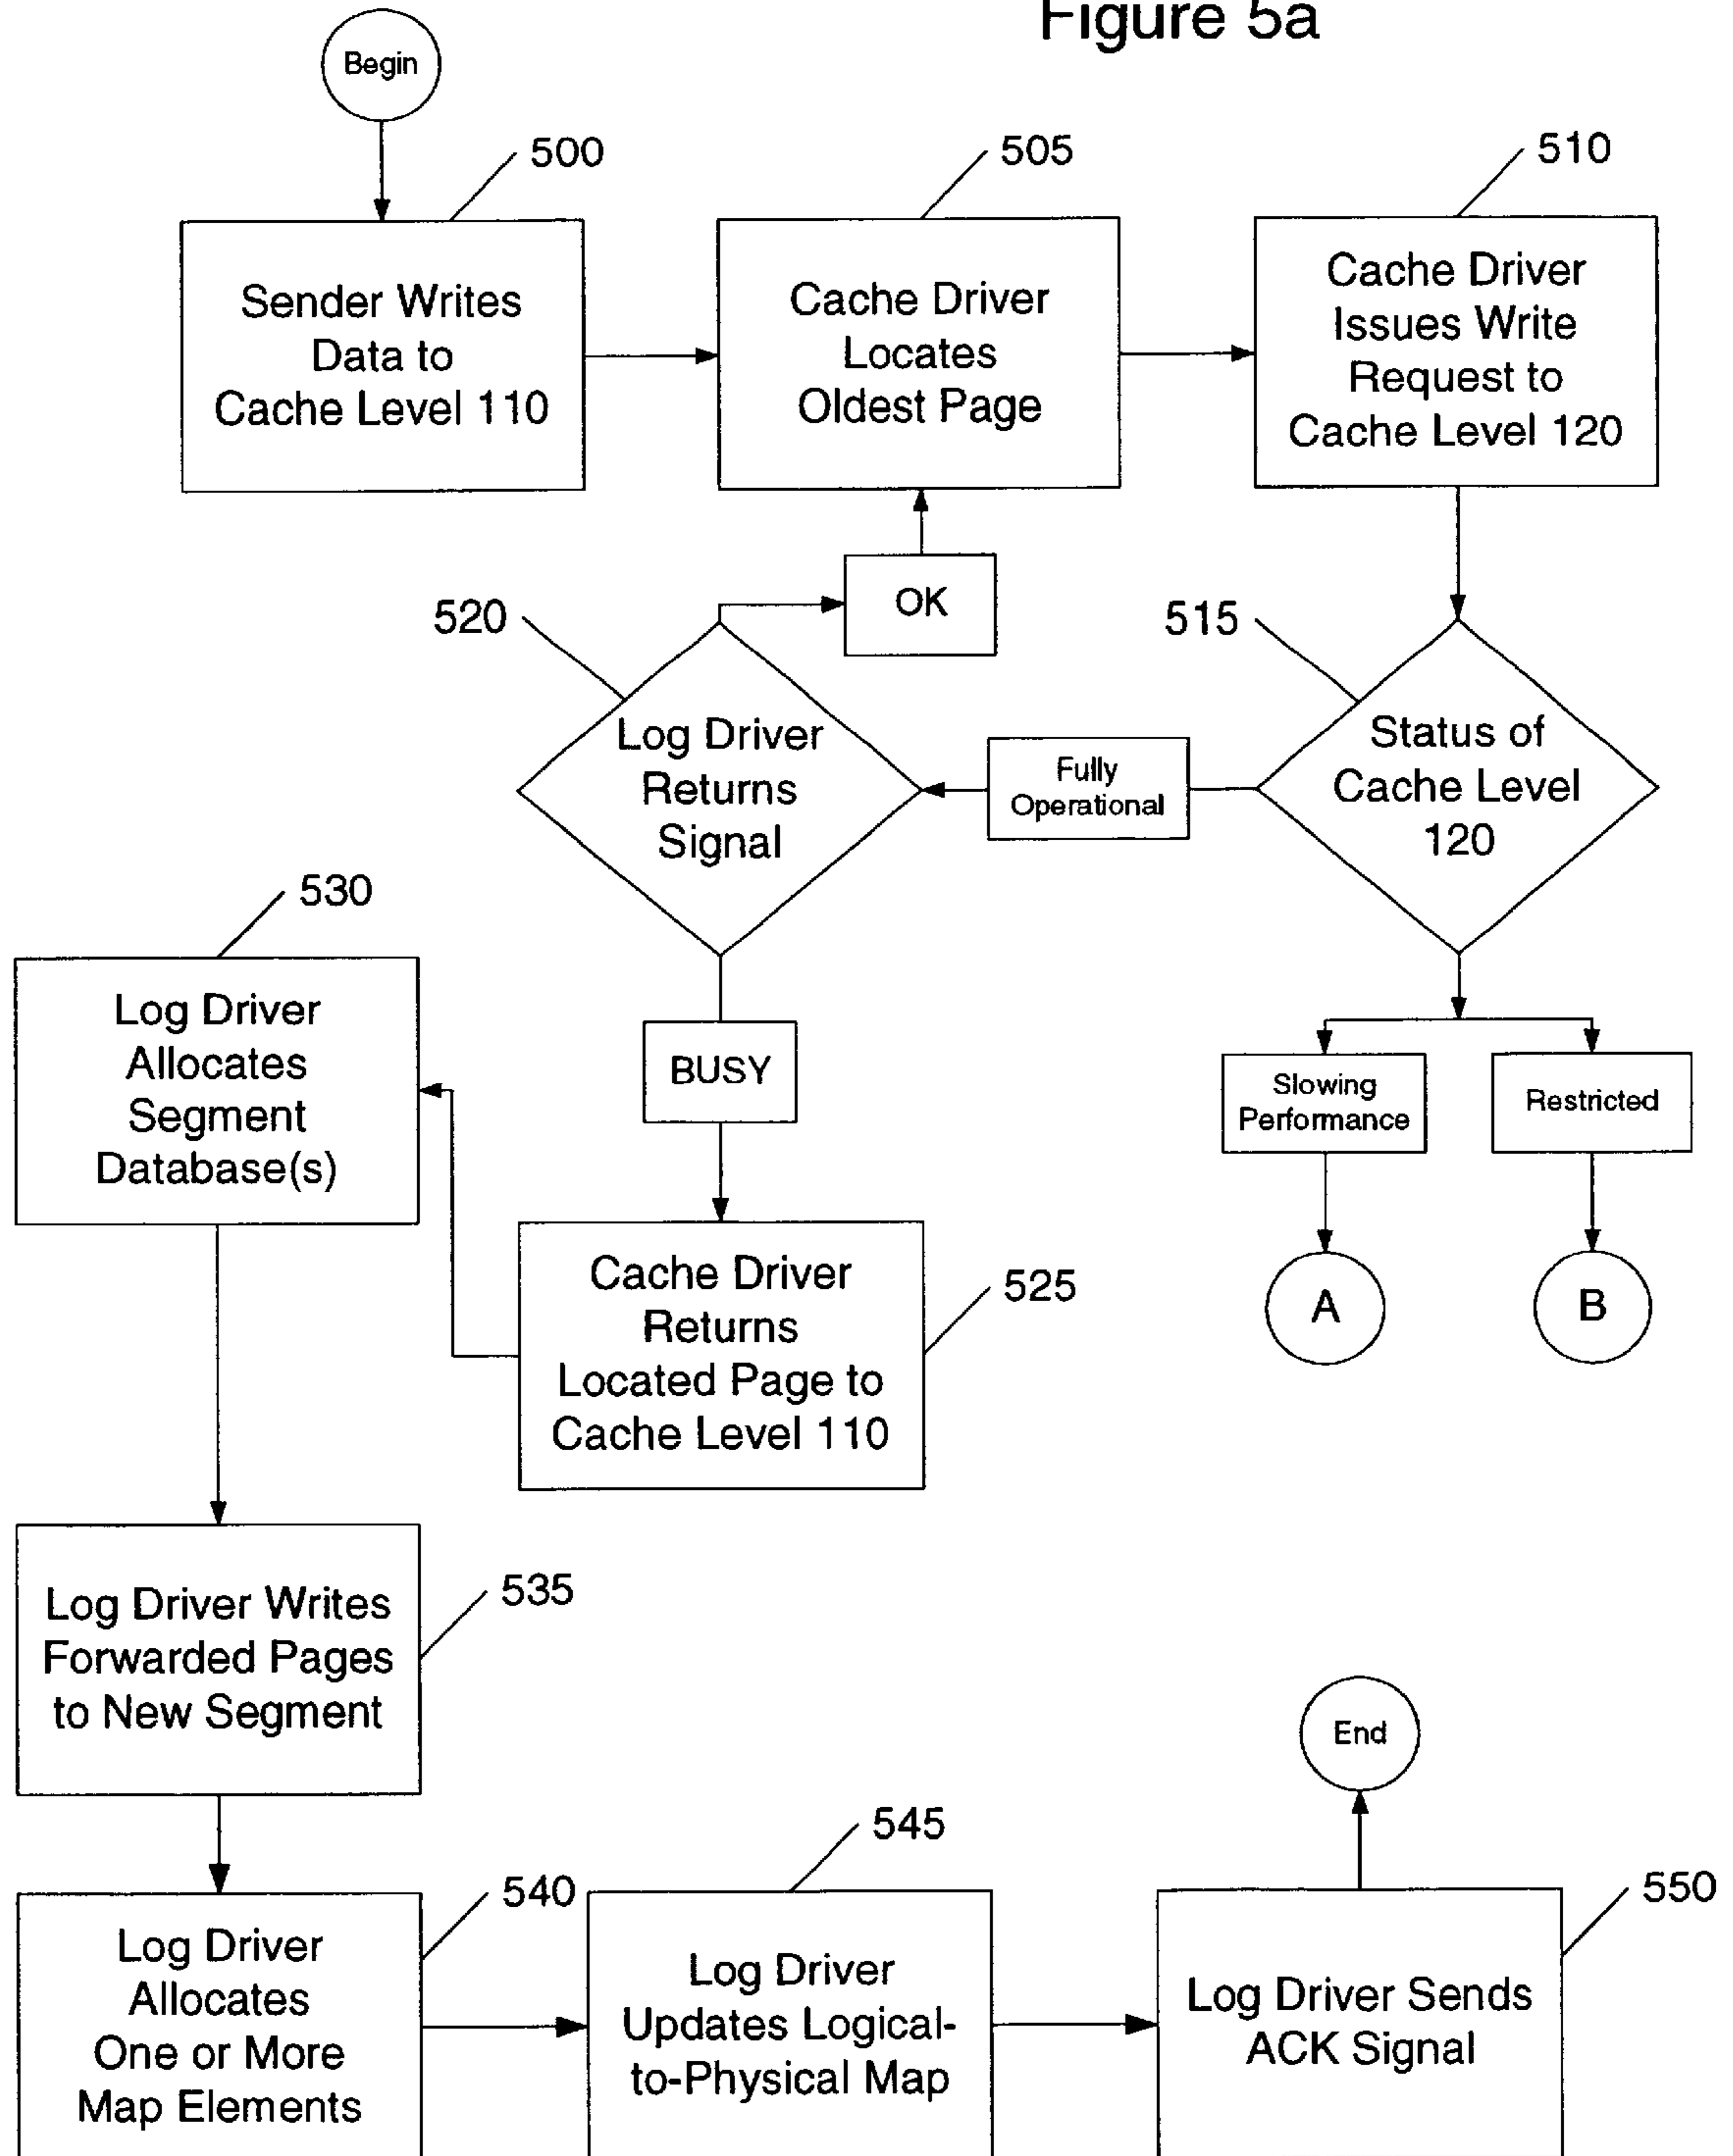 Figure 5a
Begin
500
505
510
Sender Writes
Data to
Cache Level 110
Cache Driver
Locates
Oldest Page
Cache Driver
Issues Write
Request to
Cache Level 120
OK
520
515
Log Driver
Returns
Signal
Fully
Operational
Status of
Cache Level
120
530
Log Driver
Allocates
Segment
Database(s)
BUSY
Slowing
Performance
Restricted
525
Cache Driver
Returns
Located Page to
Cache Level 110
A
B
535
Log Driver Writes
Forwarded Pages
to New Segment
End
545
540
550
Log Driver
Allocates
One or More
Map Elements
Log Driver
Updates Logical-
to-Physical Map
Log Driver Sends
ACK Signal